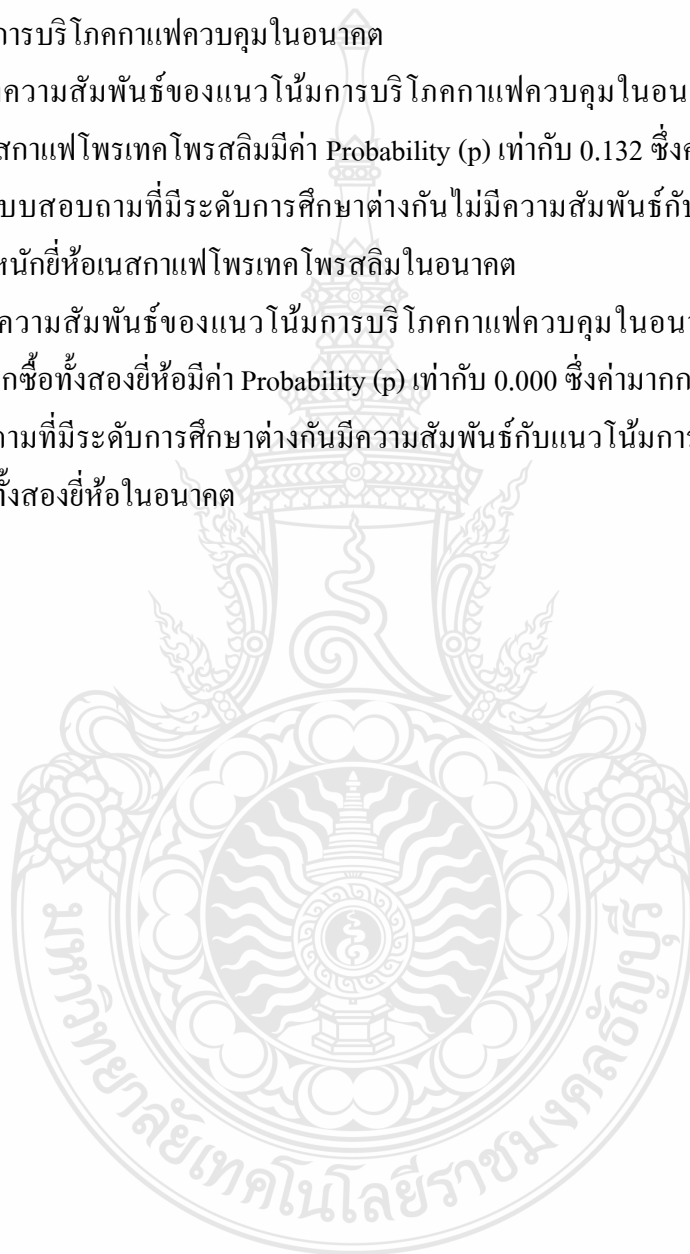 การบริโภคกาแฟควบคุมในอนาคต
ความสัมพันธ์ของแนวโน้มการบริโภคกาแฟควบคุมในอน
สกาแฟโพรเทคโพรสลิมมีค่า Probability (p) เท่ากับ 0.132 ซึ่งค
บบสอบถามที่มีระดับการศึกษาต่างกันไม่มีความสัมพันธ์กับ
หนักยี่ห้อเนสกาแฟโพรเทคโพรสลิมในอนาคต
ความสัมพันธ์ของแนวโน้มการบริโภคกาแฟควบคุมในอนา
กซื้อทั้งสองยี่ห้อมีค่า Probability (p) เท่ากับ 0.000 ซึ่งค่ามากก
ามที่มีระดับการศึกษาต่างกันมีความสัมพันธ์กับแนวโน้มการ
ทั้งสองยี่ห้อในอนาคต
มหาวิทยาลัยเทคโนโลยีราชมงคลธัญบุรี